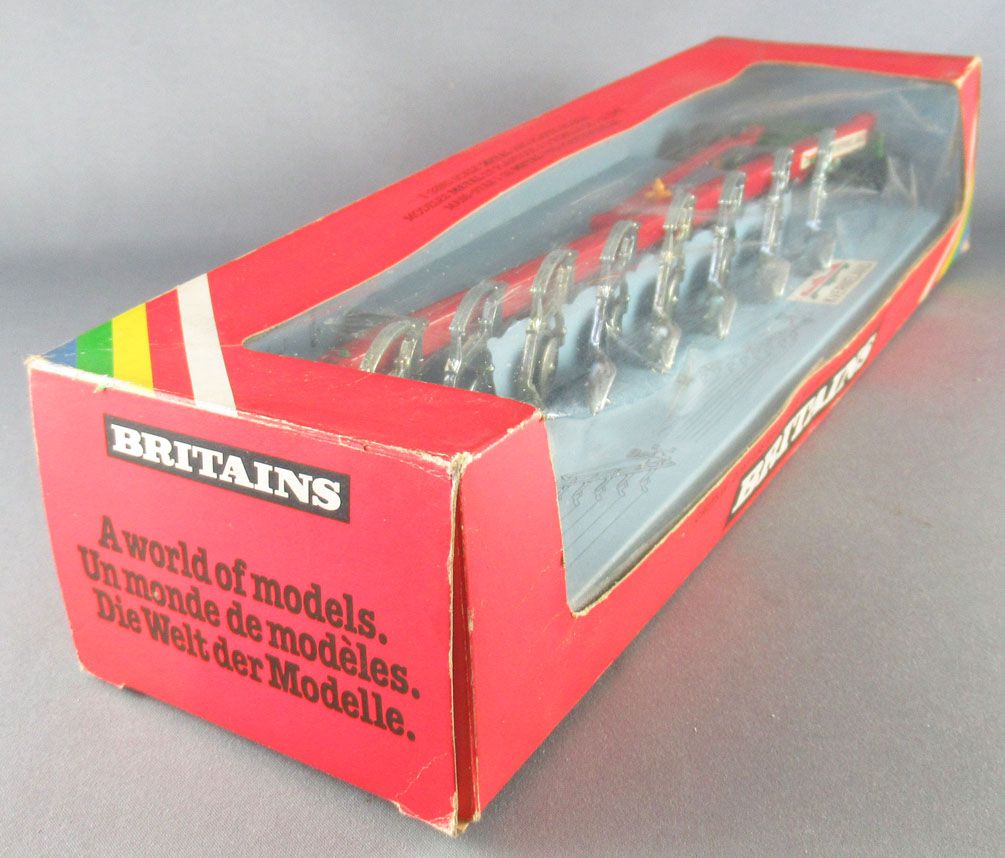 BRITAINS
A world of models.
Un monde de modèles.
Die Welt der Modelle.
BRITAINS